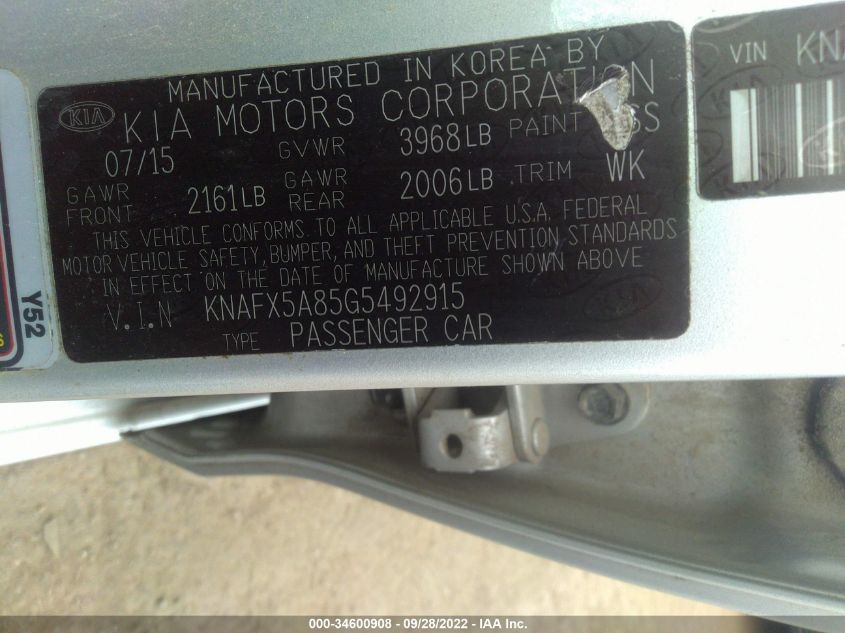 MANUFACTURED IN KOREA BY
KIA MOTORS CORPORATION
KIA
07/15 GVWR 3968LB PAINT
GAWR FRONT 2161LB GAWR REAR 2006LB TRIM WK
THIS VEHICLE CONFORMS TO ALL APPLICABLE U.S.A. FEDERAL
MOTOR VEHICLE SAFETY, BUMPER, AND THEFT PREVENTION STANDARDS
IN EFFECT ON THE DATE OF MANUFACTURE SHOWN ABOVE
V.I.N KNAFX5A85G5492915
TYPE PASSENGER CAR
VIN
Y52
000-34600908 - 09/28/2022 - IAA Inc.